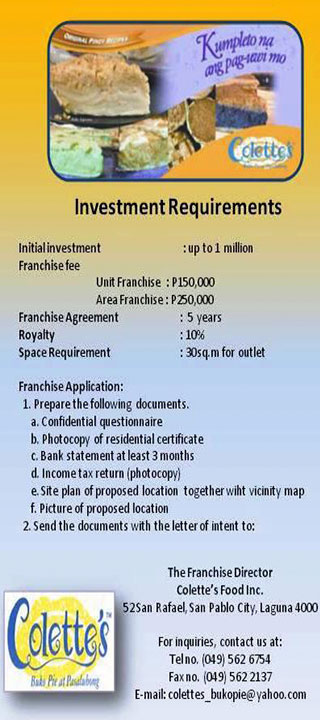 ORIGINAL PINOY RECIPES
Kumpleto na
ang pag-uwi mo
Colette's
Investment Requirements
Initial investment : up to 1 million
Franchise fee
Unit Franchise : P150,000
Area Franchise : P250,000
Franchise Agreement : 5 years
Royalty : 10%
Space Requirement : 30sq.m for outlet
Franchise Application:
1. Prepare the following documents.
a. Confidential questionnaire
b. Photocopy of residential certificate
c. Bank statement at least 3 months
d. Income tax return (photocopy)
e. Site plan of proposed location together wiht vicinity map
f. Picture of proposed location
2. Send the documents with the letter of intent to:
The Franchise Director
Colette's Food Inc.
52San Rafael, San Pablo City, Laguna 4000
Colette's TM
Buko Pie at Pasalubong
For inquiries, contact us at:
Tel no. (049) 562 6754
Fax no. (049) 562 2137
E-mail: colettes_bukopie@yahoo.com